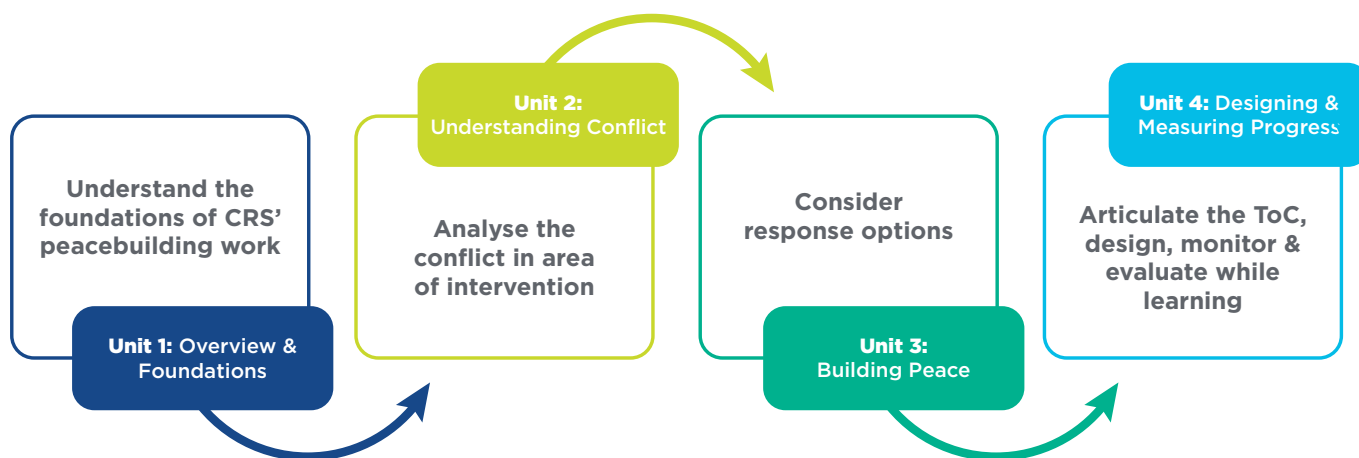 Understand the
foundations of CRS’
peacebuilding work
Unit 1: Overview &
Foundations
Unit 2:
Understanding Conflict
Analyse the
conflict in area
of intervention
Consider
response options
Unit 3:
Building Peace
Unit 4: Designing &
Measuring Progress
Articulate the ToC,
design, monitor &
evaluate while
learning